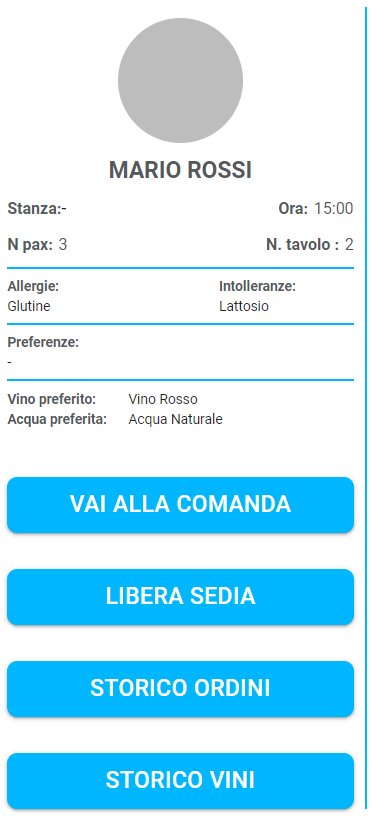 MARIO ROSSI
Stanza:- Ora: 15:00
N pax: 3 N. tavolo : 2
Allergie: Intolleranze:
Glutine Lattosio
Preferenze:
-
Vino preferito: Vino Rosso
Acqua preferita: Acqua Naturale
VAI ALLA COMANDA
LIBERA SEDIA
STORICO ORDINI
STORICO VINI